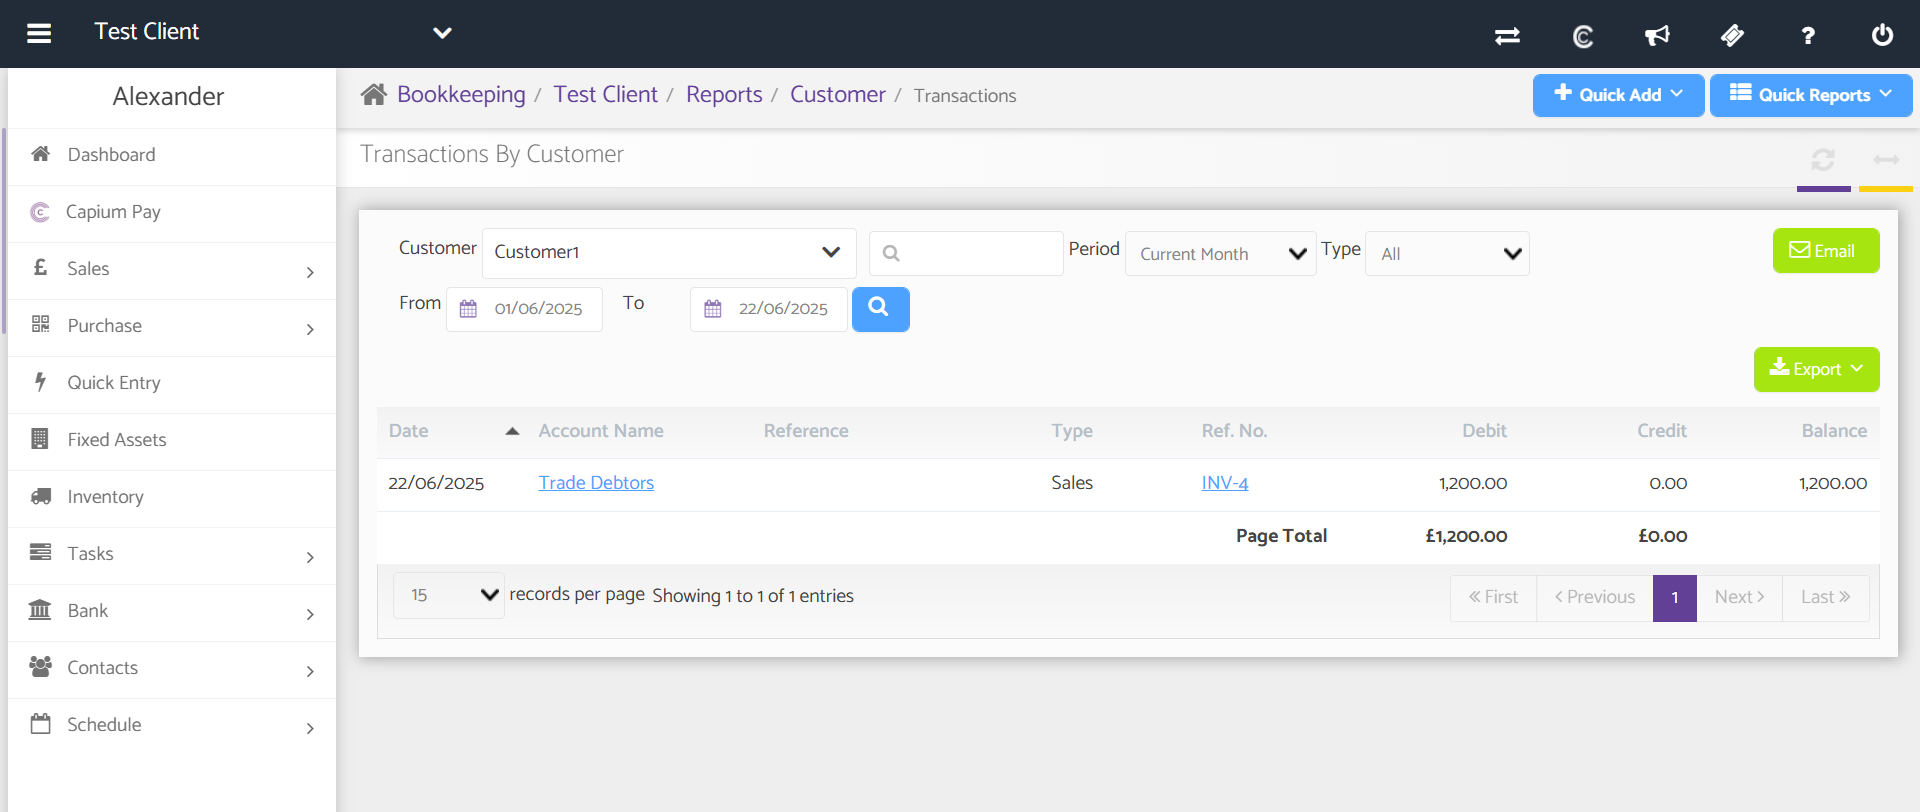 Test Client
?
Alexander
Bookkeeping / Test Client / Reports / Customer / Transactions
Quick Add
Quick Reports
Dashboard
Capium Pay
Sales
Purchase
Quick Entry
Fixed Assets
Inventory
Tasks
Bank
Contacts
Schedule
Transactions By Customer
Customer Customer1 Period Current Month Type All
Email
From 01/06/2025 To 22/06/2025
Export
Date Account Name Reference Type Ref. No. Debit Credit Balance
22/06/2025 Trade Debtors Sales INV-4 1,200.00 0.00 1,200.00
Page Total £1,200.00 £0.00
15 records per page Showing 1 to 1 of 1 entries
« First ‹ Previous 1 Next › Last »